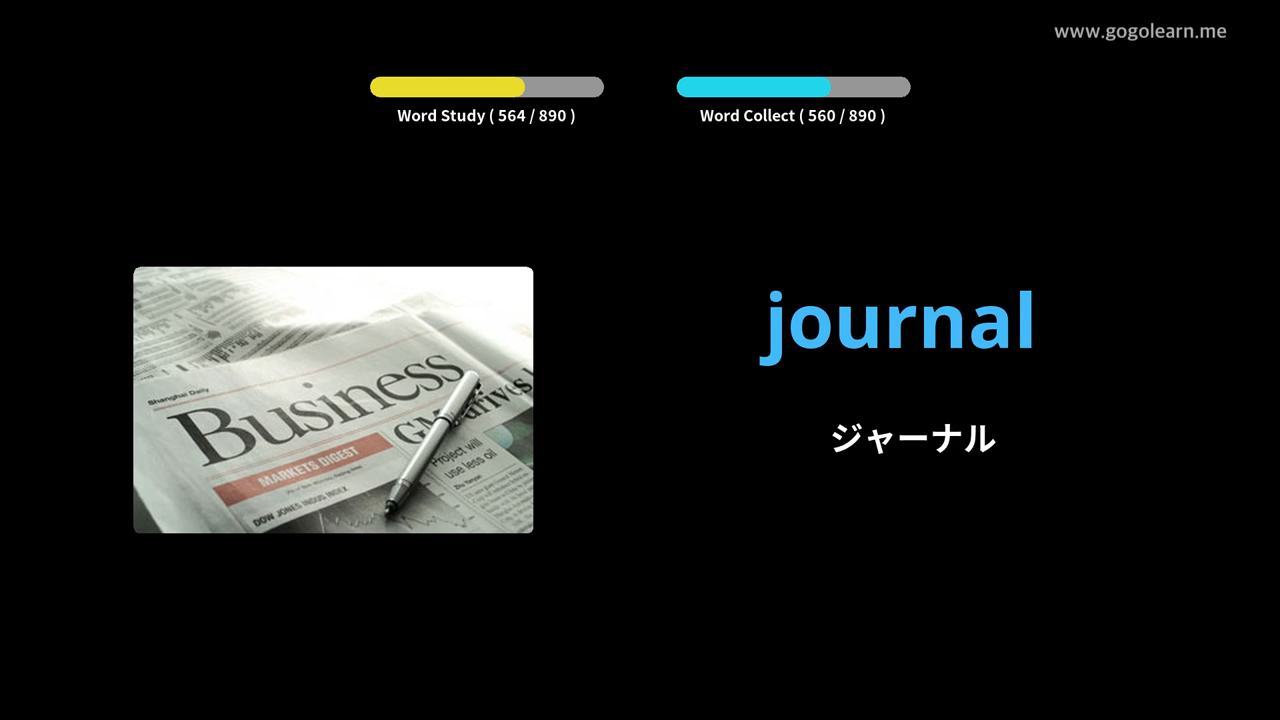 www.gogolearn.me
Word Study ( 564 / 890 )
Word Collect ( 560 / 890 )
journal
ジャーナル
Shanghai Daily
Business
MARKETS DIGEST
DOW JONES INDUS INDEX
Project will
use less oil